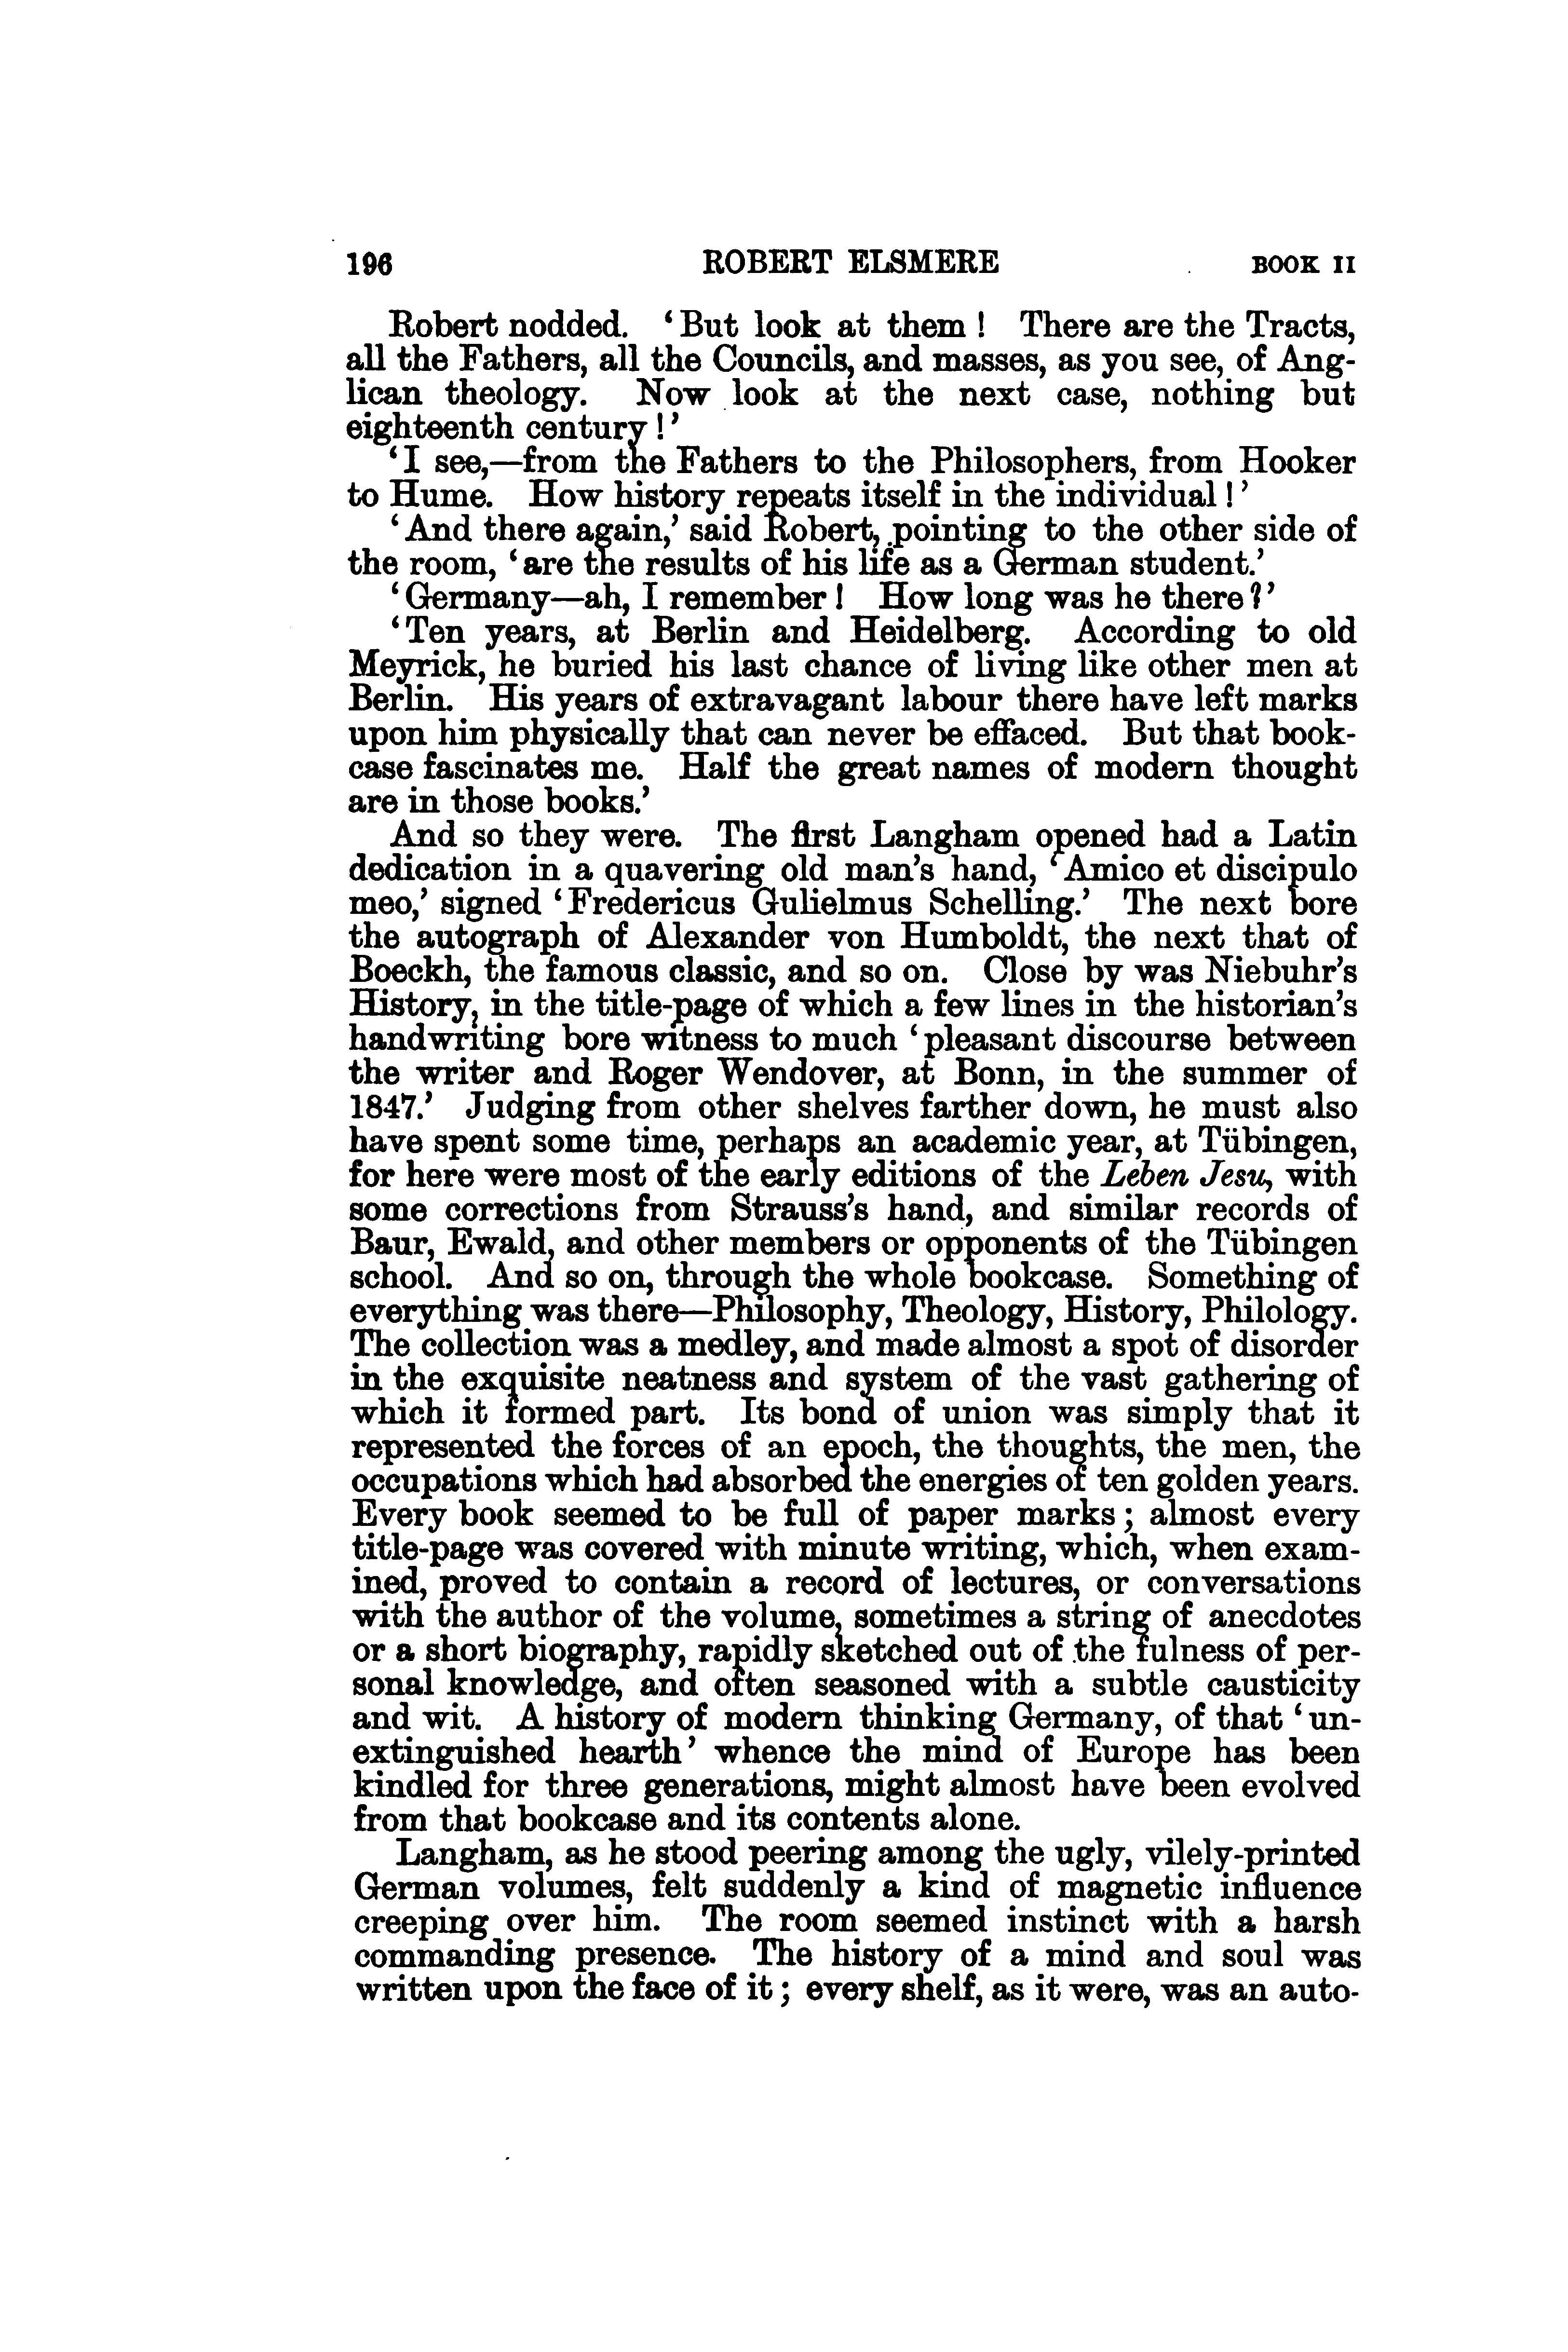 196 ROBERT ELSMERE BOOK II
Robert nodded. ‘But look at them! There are the Tracts,
all the Fathers, all the Councils, and masses, as you see, of Ang-
lican theology. Now look at the next case, nothing but
eighteenth century!’
‘I see,—from the Fathers to the Philosophers, from Hooker
to Hume. How history repeats itself in the individual!’
‘And there again,’ said Robert, pointing to the other side of
the room, ‘are the results of his life as a German student.’
‘Germany—ah, I remember! How long was he there?’
‘Ten years, at Berlin and Heidelberg. According to old
Meyrick, he buried his last chance of living like other men at
Berlin. His years of extravagant labour there have left marks
upon him physically that can never be effaced. But that book-
case fascinates me. Half the great names of modern thought
are in those books.’
And so they were. The first Langham opened had a Latin
dedication in a quavering old man’s hand, ‘Amico et discipulo
meo,’ signed ‘Fredericus Gulielmus Schelling.’ The next bore
the autograph of Alexander von Humboldt, the next that of
Boeckh, the famous classic, and so on. Close by was Niebuhr’s
History, in the title-page of which a few lines in the historian’s
handwriting bore witness to much ‘pleasant discourse between
the writer and Roger Wendover, at Bonn, in the summer of
1847.’ Judging from other shelves farther down, he must also
have spent some time, perhaps an academic year, at Tübingen,
for here were most of the early editions of the Leben Jesu, with
some corrections from Strauss’s hand, and similar records of
Baur, Ewald, and other members or opponents of the Tübingen
school. And so on, through the whole bookcase. Something of
everything was there—Philosophy, Theology, History, Philology.
The collection was a medley, and made almost a spot of disorder
in the exquisite neatness and system of the vast gathering of
which it formed part. Its bond of union was simply that it
represented the forces of an epoch, the thoughts, the men, the
occupations which had absorbed the energies of ten golden years.
Every book seemed to be full of paper marks; almost every
title-page was covered with minute writing, which, when exam-
ined, proved to contain a record of lectures, or conversations
with the author of the volume, sometimes a string of anecdotes
or a short biography, rapidly sketched out of the fulness of per-
sonal knowledge, and often seasoned with a subtle causticity
and wit. A history of modern thinking Germany, of that ‘un-
extinguished hearth’ whence the mind of Europe has been
kindled for three generations, might almost have been evolved
from that bookcase and its contents alone.
Langham, as he stood peering among the ugly, vilely-printed
German volumes, felt suddenly a kind of magnetic influence
creeping over him. The room seemed instinct with a harsh
commanding presence. The history of a mind and soul was
written upon the face of it; every shelf, as it were, was an auto-